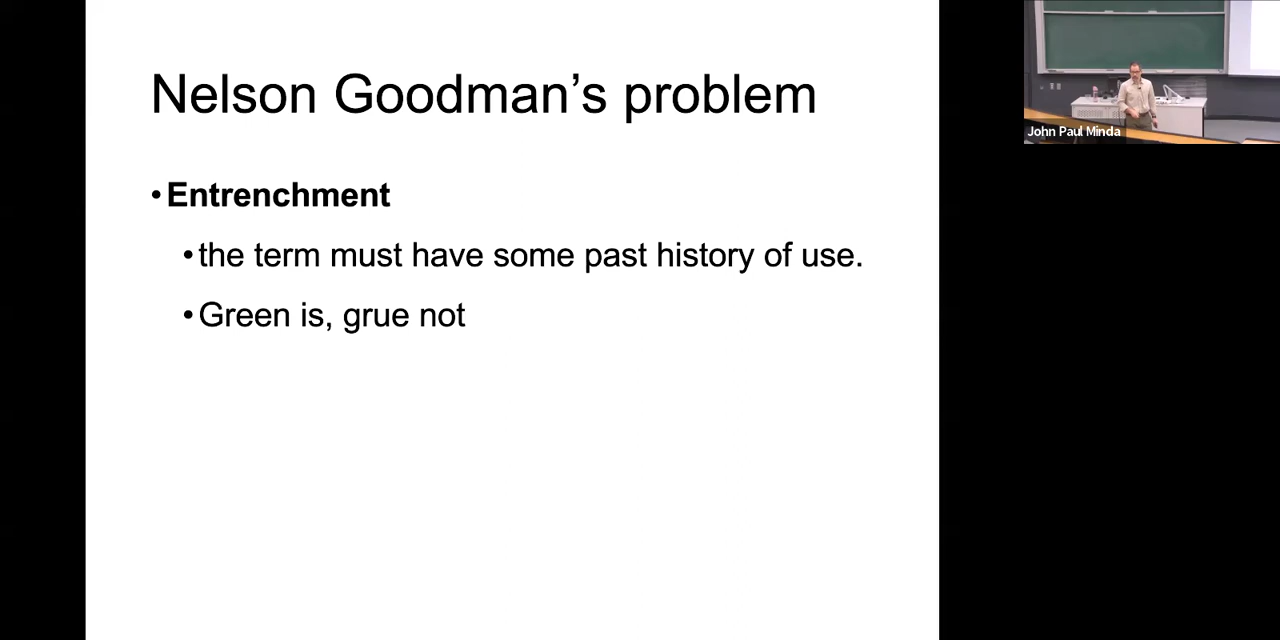 Nelson Goodman’s problem
• Entrenchment
• the term must have some past history of use.
• Green is, grue not
John Paul Minda